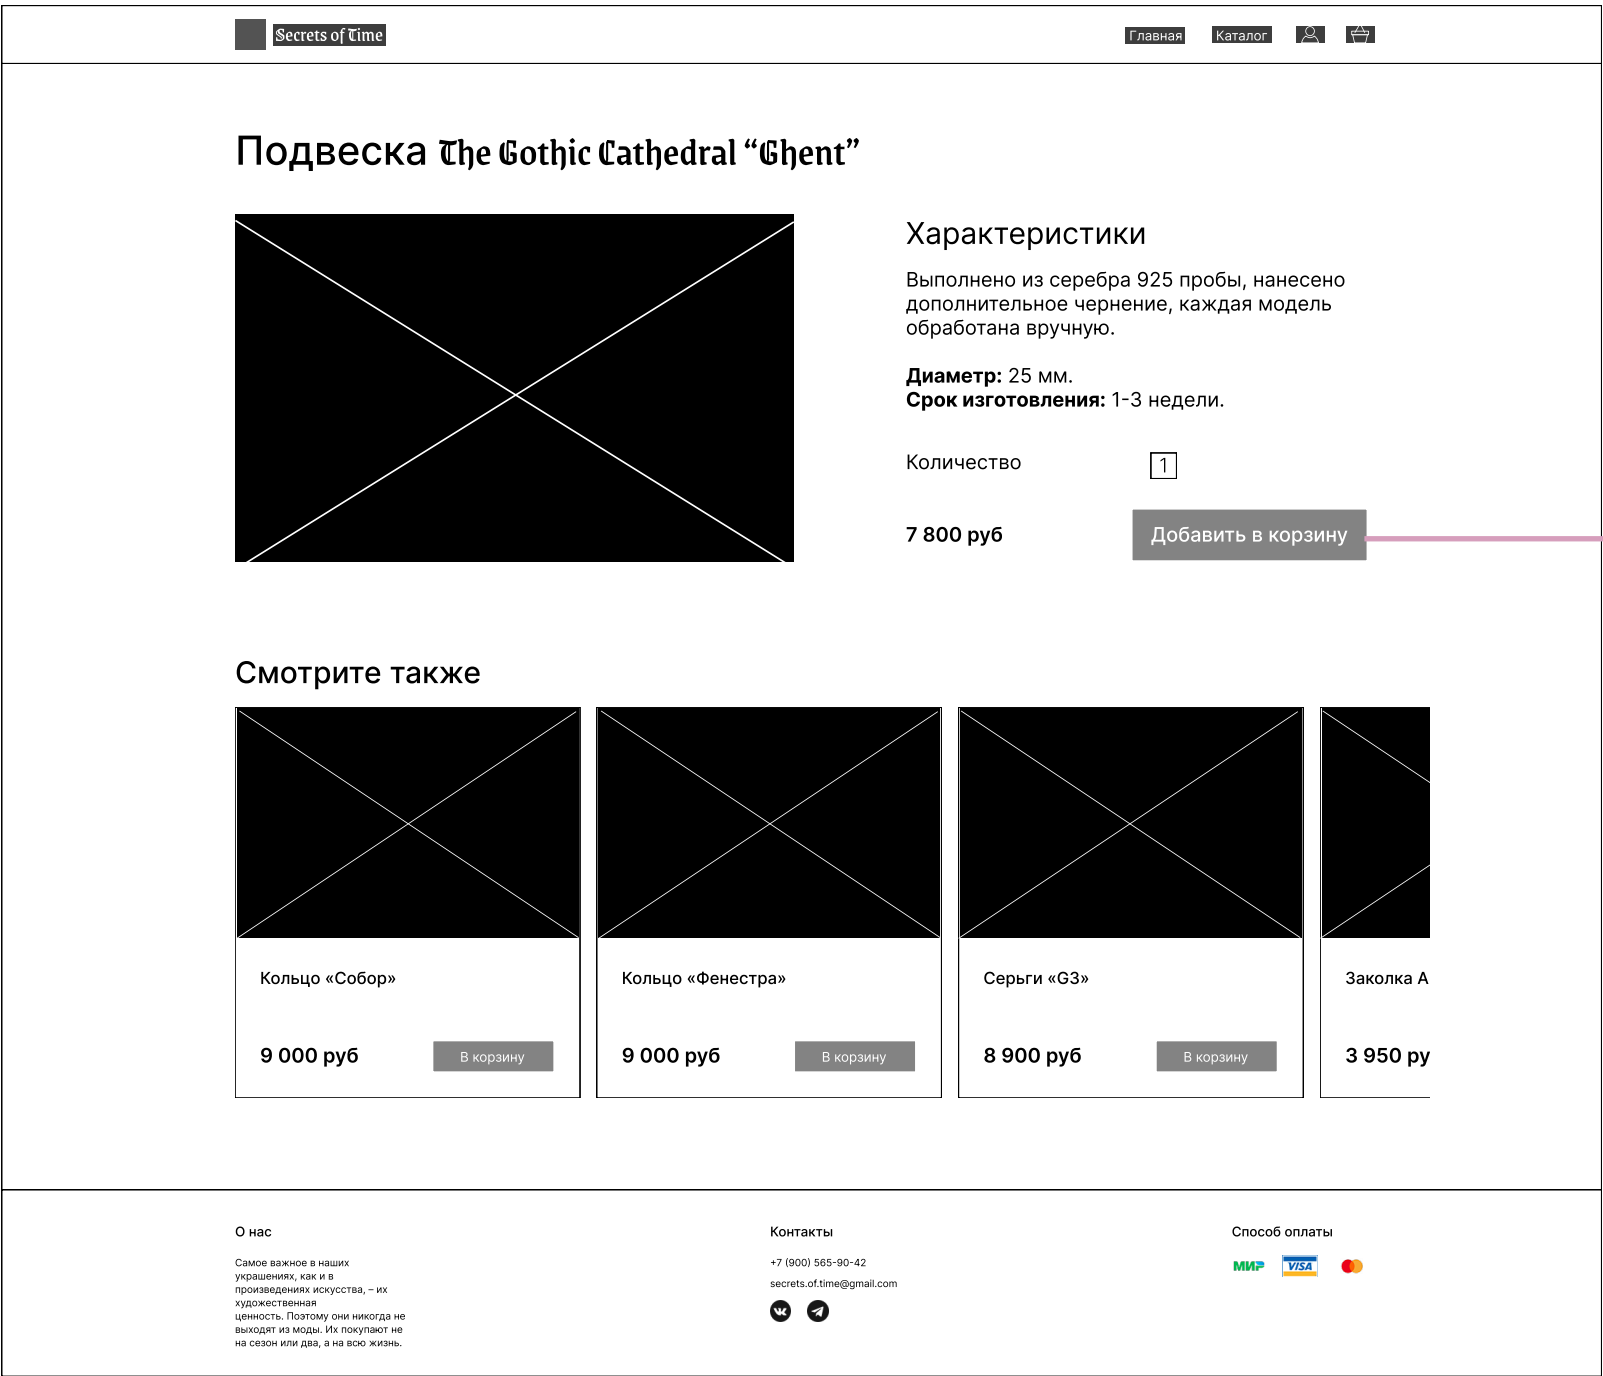 Secrets of Time
Главная
Каталог
Подвеска The Gothic Cathedral “Ghent”
Характеристики
Выполнено из серебра 925 пробы, нанесено
дополнительное чернение, каждая модель
обработана вручную.
Диаметр: 25 мм.
Срок изготовления: 1-3 недели.
Количество
1
7 800 руб
Добавить в корзину
Смотрите также
Кольцо «Собор»
9 000 руб
В корзину
Кольцо «Фенестра»
9 000 руб
В корзину
Серьги «G3»
8 900 руб
В корзину
Заколка A
3 950 ру
О нас
Самое важное в наших
украшениях, как и в
произведениях искусства, – их
художественная
ценность. Поэтому они никогда не
выходят из моды. Их покупают не
на сезон или два, а на всю жизнь.
Контакты
+7 (900) 565-90-42
secrets.of.time@gmail.com
Способ оплаты
МИР
VISA